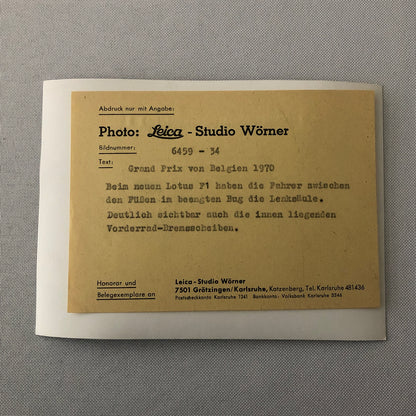 Abdruck nur mit Angabe:
Photo: Leica - Studio Wörner
Bildnummer: 6459 - 34
Text: Grand Prix von Belgien 1970
Beim neuen Lotus F1 haben die Fahrer zwischen
den Füßen im beengten Bug die Lenksäule.
Deutlich sichtbar auch die innen liegenden
Vorderrad-Bremsscheiben.
Honorar und
Belegexemplare an
Leica - Studio Wörner
7501 Grötzingen/Karlsruhe, Katzenberg, Tel. Karlsruhe 481436
Postscheckkonto Karlsruhe 1341 Bankkonto: Volksbank Karlsruhe 5546